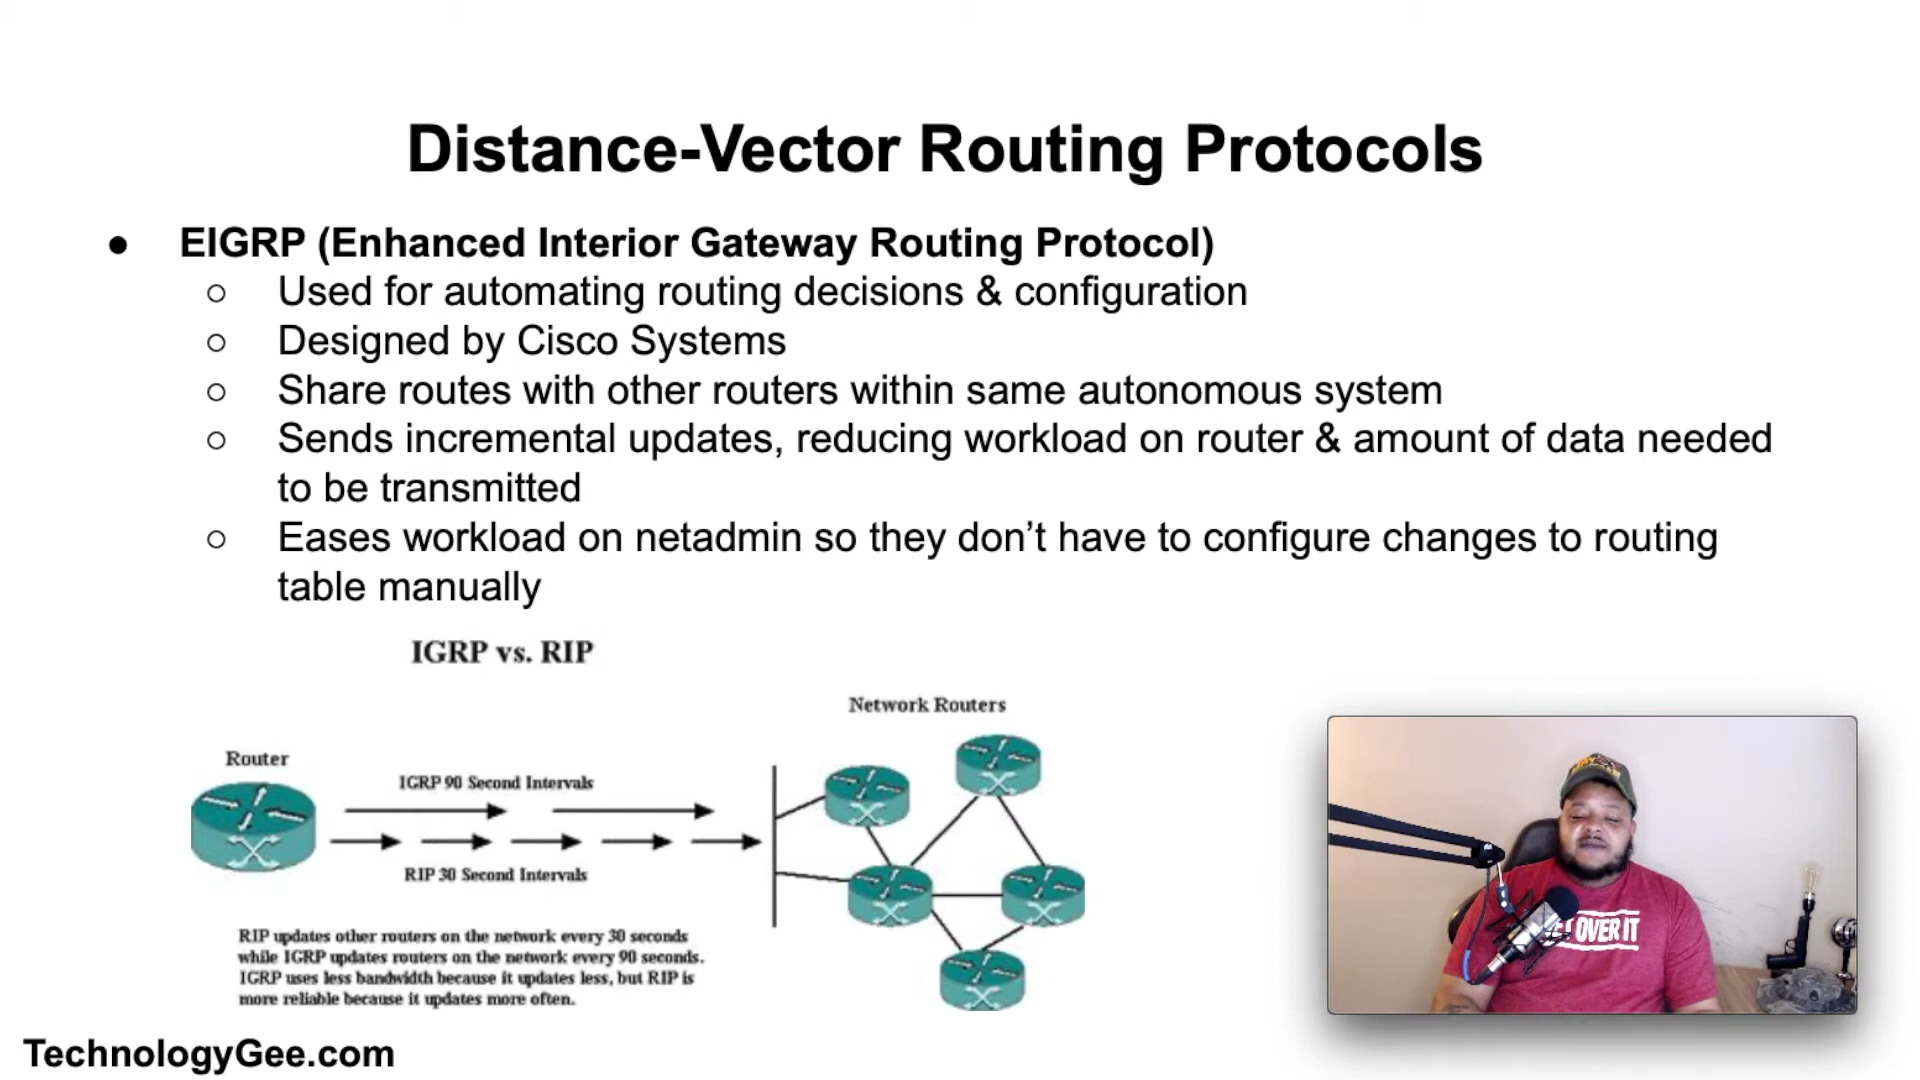 Distance-Vector Routing Protocols
● EIGRP (Enhanced Interior Gateway Routing Protocol)
○ Used for automating routing decisions & configuration
○ Designed by Cisco Systems
○ Share routes with other routers within same autonomous system
○ Sends incremental updates, reducing workload on router & amount of data needed
to be transmitted
○ Eases workload on netadmin so they don’t have to configure changes to routing
table manually
IGRP vs. RIP
Network Routers
Router
IGRP 90 Second Intervals
RIP 30 Second Intervals
RIP updates other routers on the network every 30 seconds
while IGRP updates routers on the network every 90 seconds.
IGRP uses less bandwidth because it updates less, but RIP is
more reliable because it updates more often.
OVER IT
TechnologyGee.com